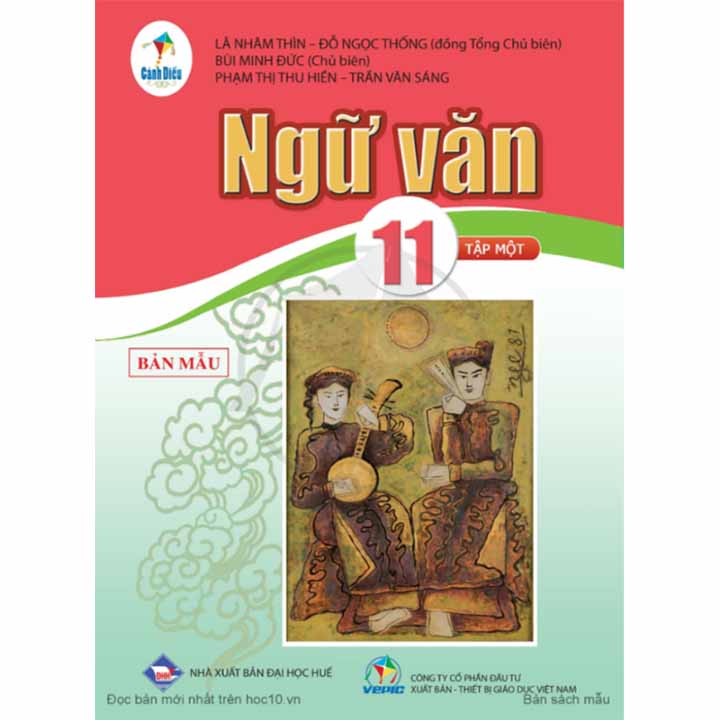 Cánh Diều
LÃ NHÂM THÌN – ĐỖ NGỌC THỐNG (đồng Tổng Chủ biên)
BÙI MINH ĐỨC (Chủ biên)
PHẠM THỊ THU HIỀN – TRẦN VĂN SÁNG
Ngữ văn
11
TẬP MỘT
BẢN MẪU
NHÀ XUẤT BẢN ĐẠI HỌC HUẾ
VEPIC
CÔNG TY CỔ PHẦN ĐẦU TƯ
XUẤT BẢN - THIẾT BỊ GIÁO DỤC VIỆT NAM
Đọc bản mới nhất trên hoc10.vn
Bản sách mẫu